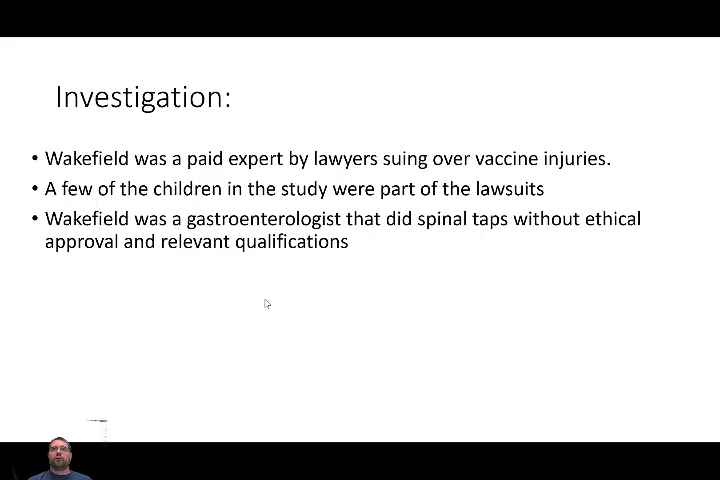 Investigation:
• Wakefield was a paid expert by lawyers suing over vaccine injuries.
• A few of the children in the study were part of the lawsuits
• Wakefield was a gastroenterologist that did spinal taps without ethical
approval and relevant qualifications